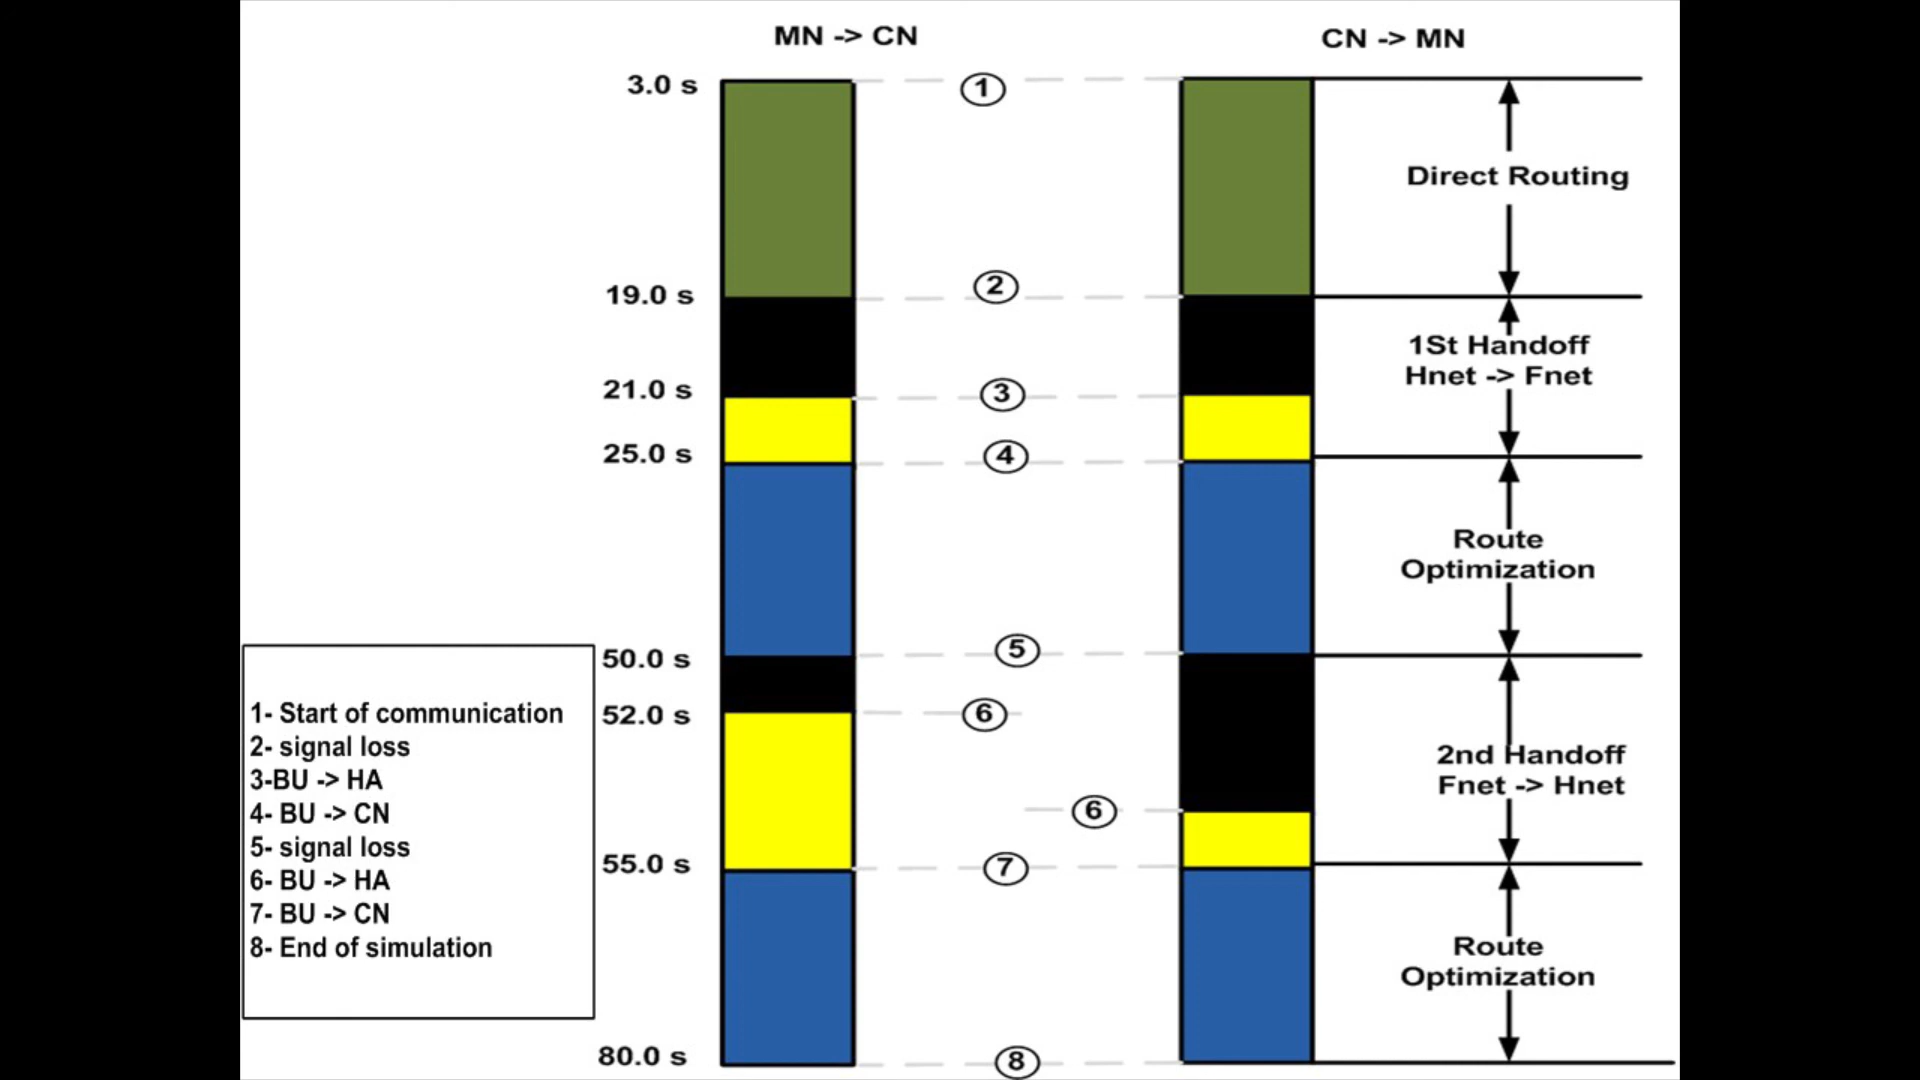 MN -> CN
CN -> MN
3.0 s
1
Direct Routing
19.0 s
2
1St Handoff
Hnet -> Fnet
21.0 s
3
25.0 s
4
Route
Optimization
50.0 s
5
52.0 s
6
2nd Handoff
Fnet -> Hnet
6
55.0 s
7
Route
Optimization
80.0 s
8
1- Start of communication
2- signal loss
3-BU -> HA
4- BU -> CN
5- signal loss
6- BU -> HA
7- BU -> CN
8- End of simulation